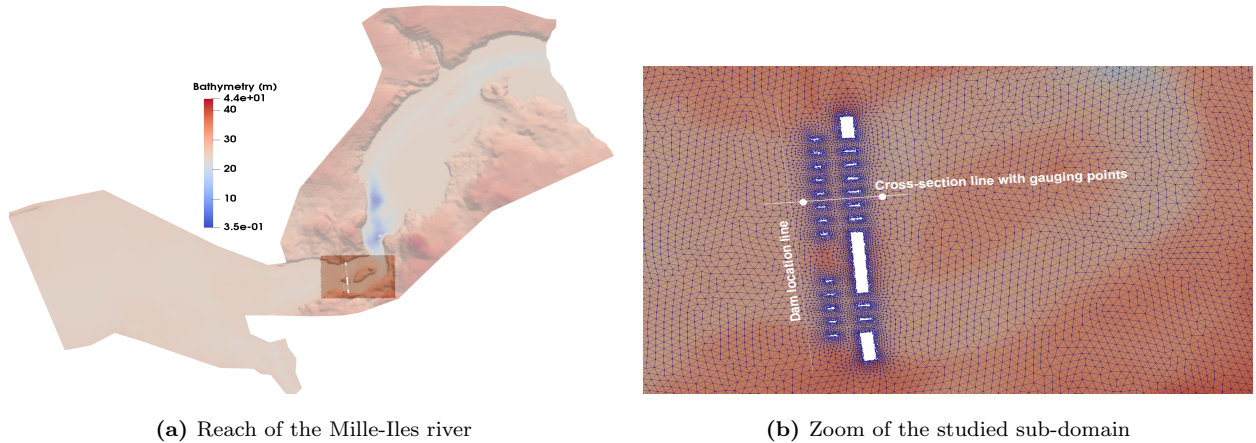 Bathymetry (m)
4.4e+01
40
30
20
10
3.5e-01
Cross-section line with gauging points
Dam location line
(a) Reach of the Mille-Iles river
(b) Zoom of the studied sub-domain